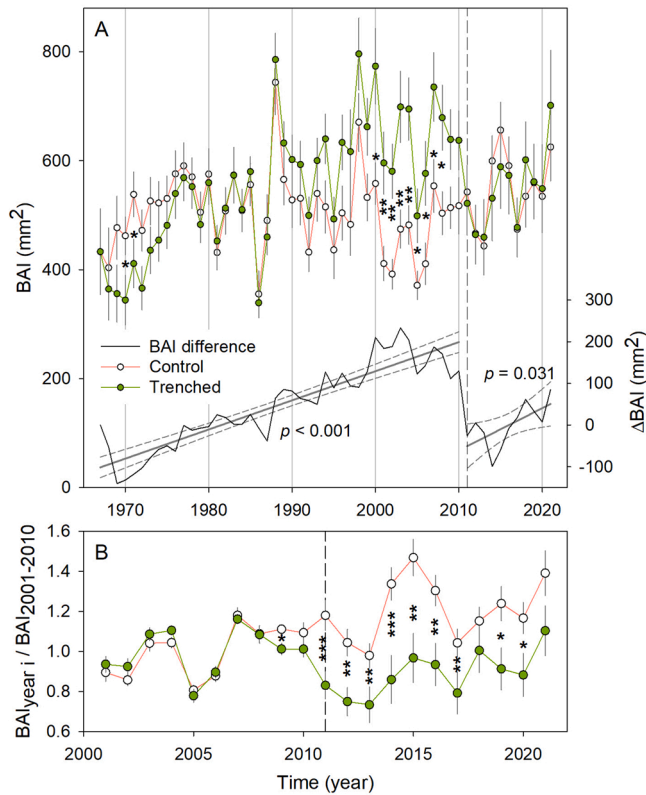 A
800
600
400
200
0
BAI (mm2)
300
200
100
0
-100
ΔBAI (mm2)
* * * *** *** *** *** * * * *
BAI difference
Control
Trenched
p < 0.001
p = 0.031
1970 1980 1990 2000 2010 2020
B
1.6
1.4
1.2
1.0
0.8
0.6
BAIyear i / BAI2001-2010
* *** ** ** *** ** ** ** * *
2000 2005 2010 2015 2020
Time (year)